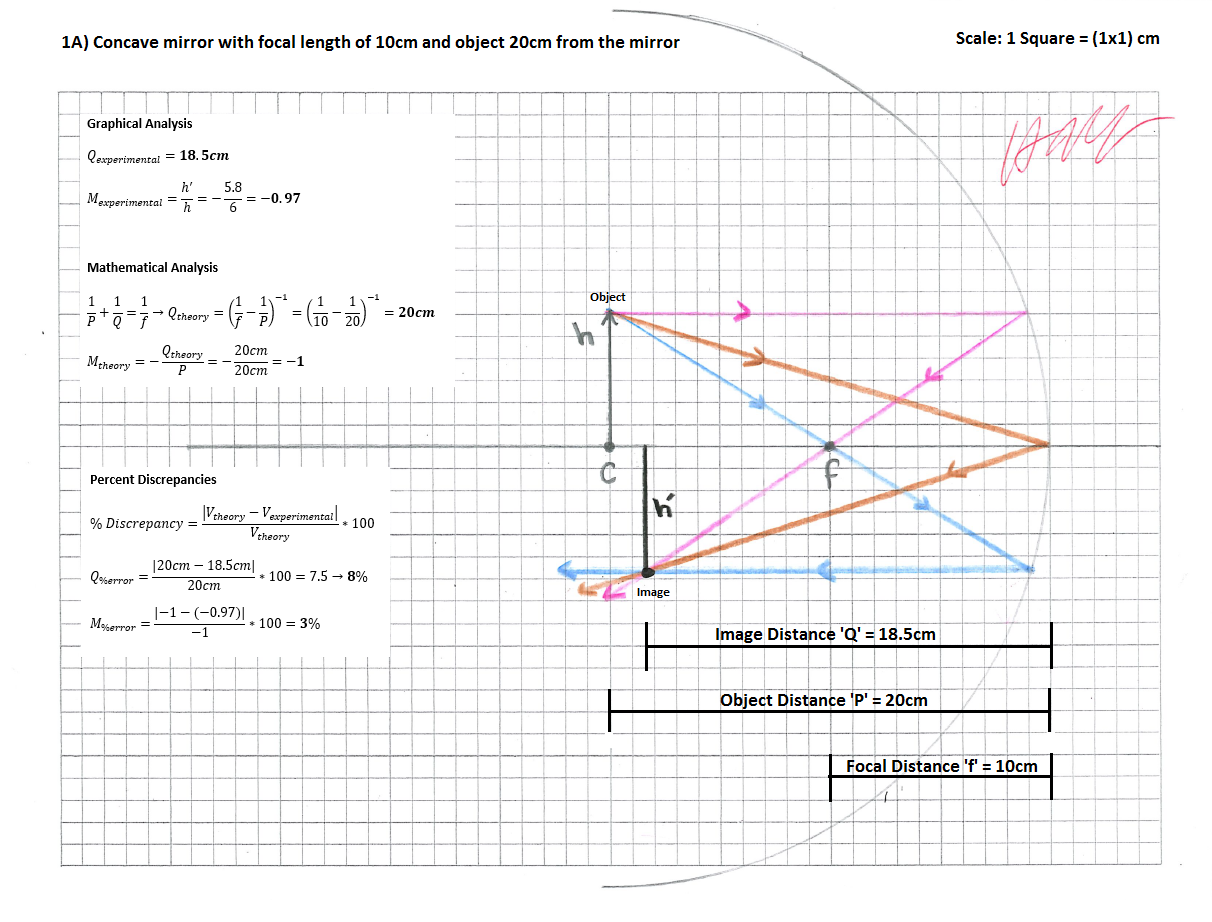 1A) Concave mirror with focal length of 10cm and object 20cm from the mirror
Scale: 1 Square = (1x1) cm
Graphical Analysis
Q_experimental = 18.5cm
M_experimental = h'/h = −5.8/6 = −0.97
Mathematical Analysis
1/P + 1/Q = 1/f → Q_theory = (1/f − 1/P)^−1 = (1/10 − 1/20)^−1 = 20cm
M_theory = −Q_theory/P = −20cm/20cm = −1
Object
h
C
f
h'
Image
Percent Discrepancies
% Discrepancy = |V_theory − V_experimental|/V_theory * 100
Q_%error = |20cm − 18.5cm|/20cm * 100 = 7.5 → 8%
M_%error = |−1 − (−0.97)|/−1 * 100 = 3%
Image Distance 'Q' = 18.5cm
Object Distance 'P' = 20cm
Focal Distance 'f' = 10cm